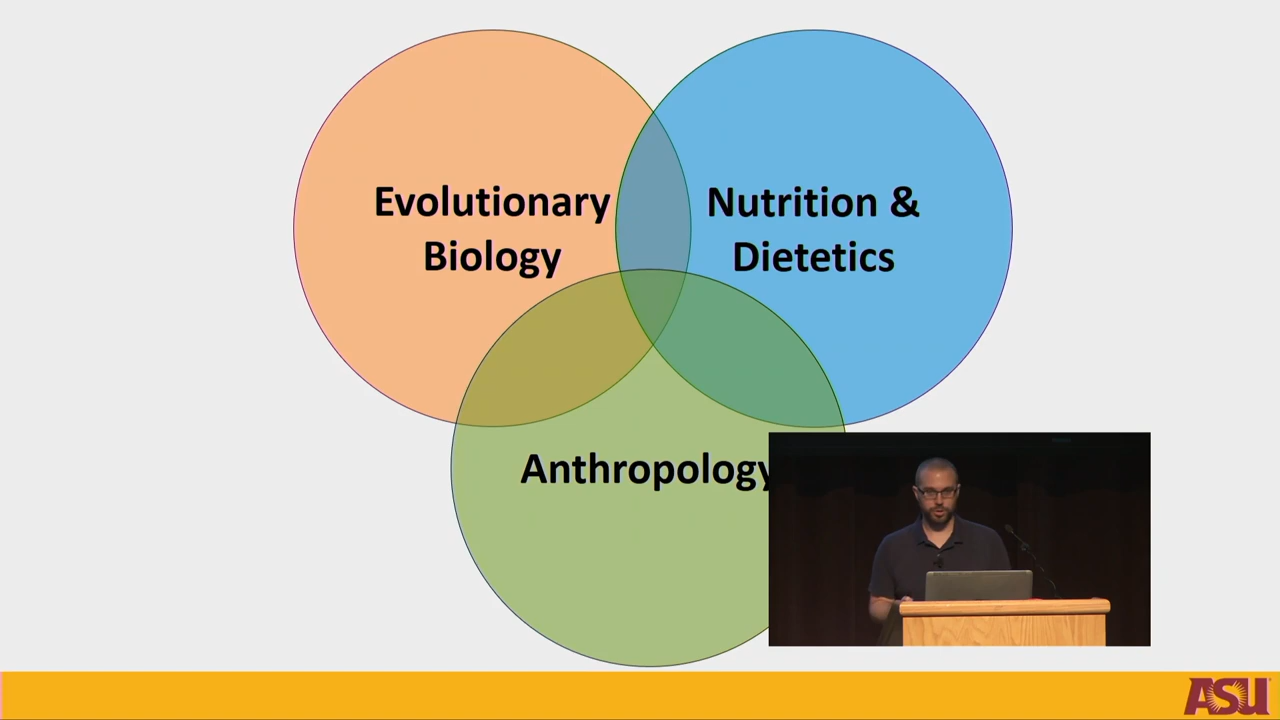 Evolutionary
Biology
Nutrition &
Dietetics
Anthropology
ASU